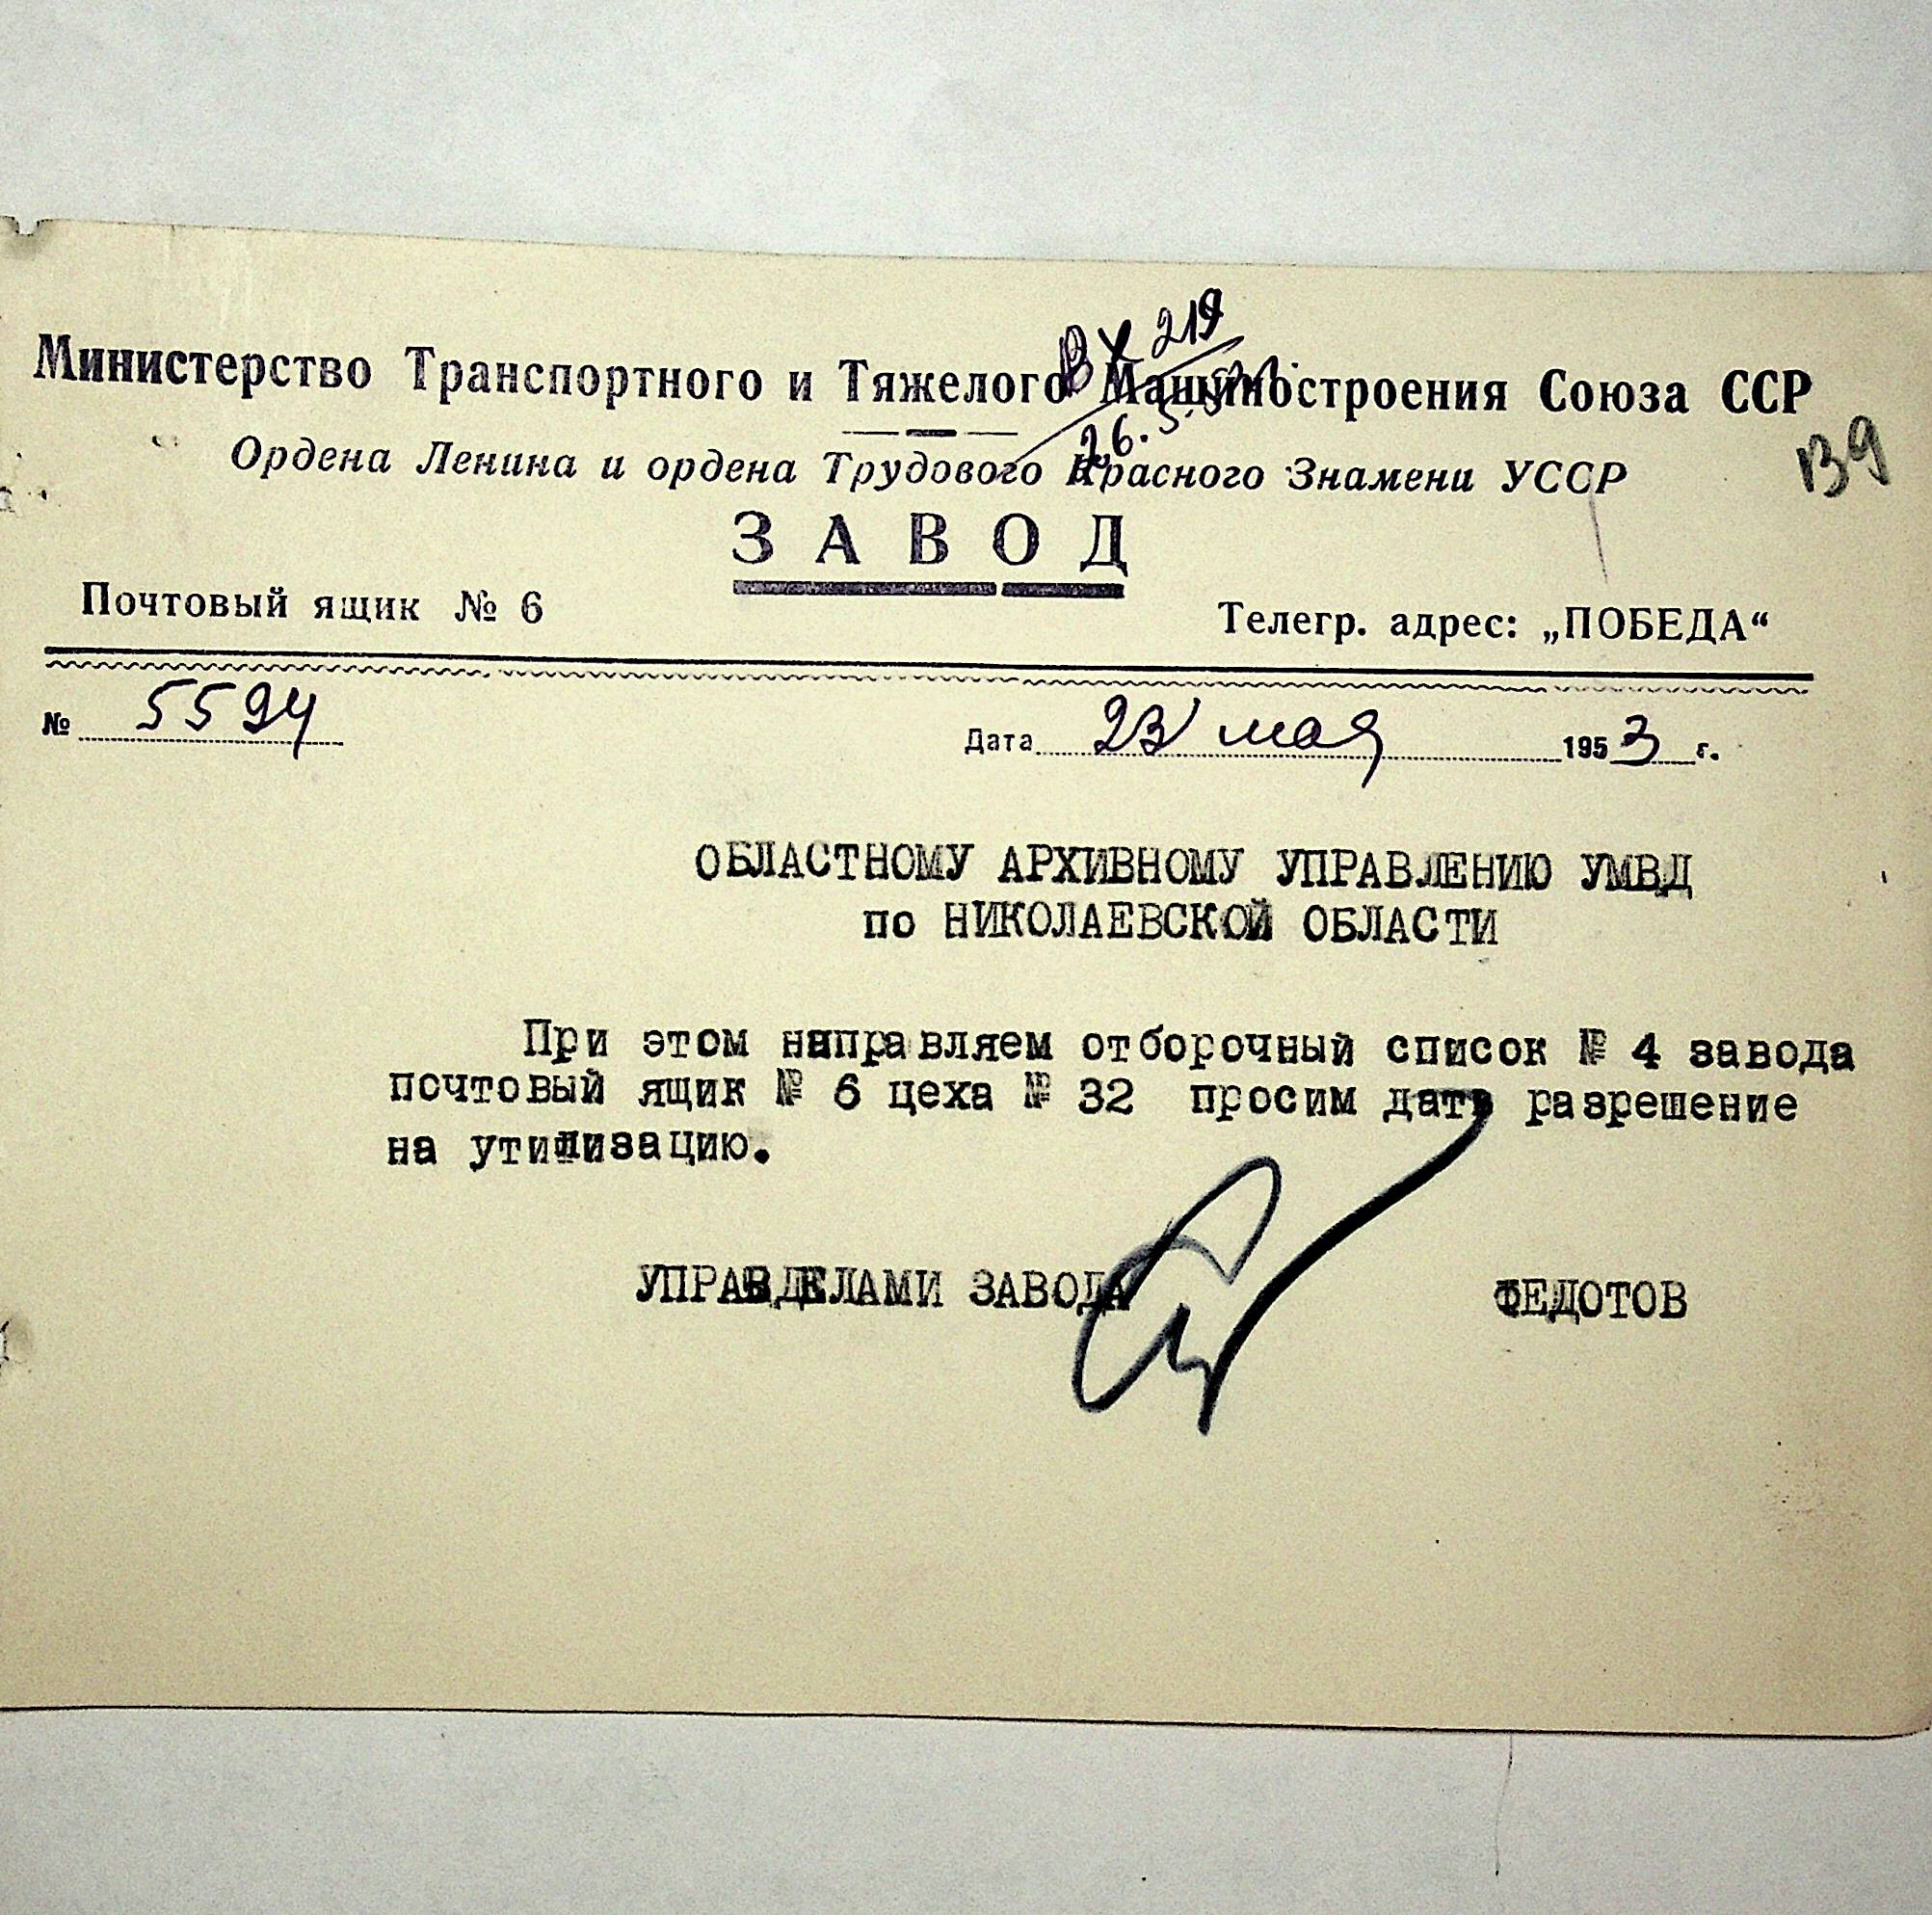 Вх 219
26.5.53г.
Министерство Транспортного и Тяжелого Машиностроения Союза ССР
139
Ордена Ленина и ордена Трудового Красного Знамени УССР
ЗАВОД
Почтовый ящик № 6
Телегр. адрес: „ПОБЕДА“
№ 5594
Дата 23 мая 1953 г.
ОБЛАСТНОМУ АРХИВНОМУ УПРАВЛЕНИЮ УМВД
по НИКОЛАЕВСКОЙ ОБЛАСТИ
При этом направляем отборочный список № 4 завода
почтовый ящик № 6 цеха № 32 просим дать разрешение
на утилизацию.
УПРАВДЕЛАМИ ЗАВОДА ФЕДОТОВ